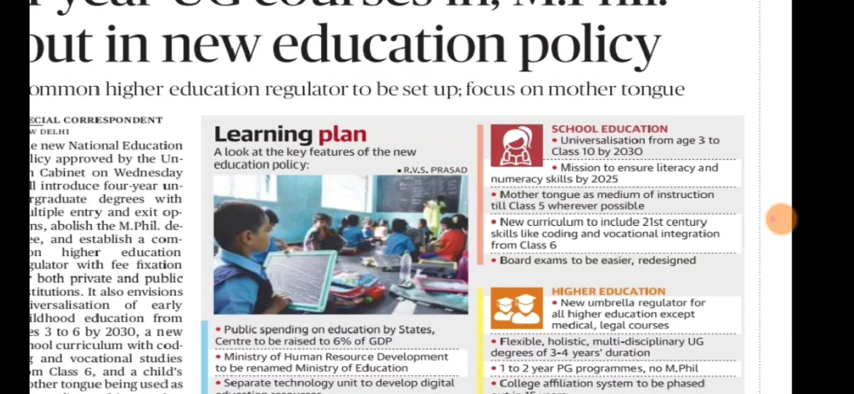 out in new education policy
ommon higher education regulator to be set up; focus on mother tongue
ECIAL CORRESPONDENT
W DELHI
e new National Education
licy approved by the Un-
n Cabinet on Wednesday
ll introduce four-year un-
rgraduate degrees with
ultiple entry and exit op-
ns, abolish the M.Phil. de-
ee, and establish a com-
on higher education
gulator with fee fixation
both private and public
titutions. It also envisions
iversalisation of early
ildhood education from
es 3 to 6 by 2030, a new
hool curriculum with cod-
g and vocational studies
om Class 6, and a child's
other tongue being used as
Learning plan
A look at the key features of the new
education policy:
▪ R.V.S. PRASAD
• Public spending on education by States,
Centre to be raised to 6% of GDP
• Ministry of Human Resource Development
to be renamed Ministry of Education
• Separate technology unit to develop digital
SCHOOL EDUCATION
• Universalisation from age 3 to
Class 10 by 2030
• Mission to ensure literacy and
numeracy skills by 2025
• Mother tongue as medium of instruction
till Class 5 wherever possible
• New curriculum to include 21st century
skills like coding and vocational integration
from Class 6
• Board exams to be easier, redesigned
HIGHER EDUCATION
• New umbrella regulator for
all higher education except
medical, legal courses
• Flexible, holistic, multi-disciplinary UG
degrees of 3-4 years' duration
• 1 to 2 year PG programmes, no M.Phil
• College affiliation system to be phased